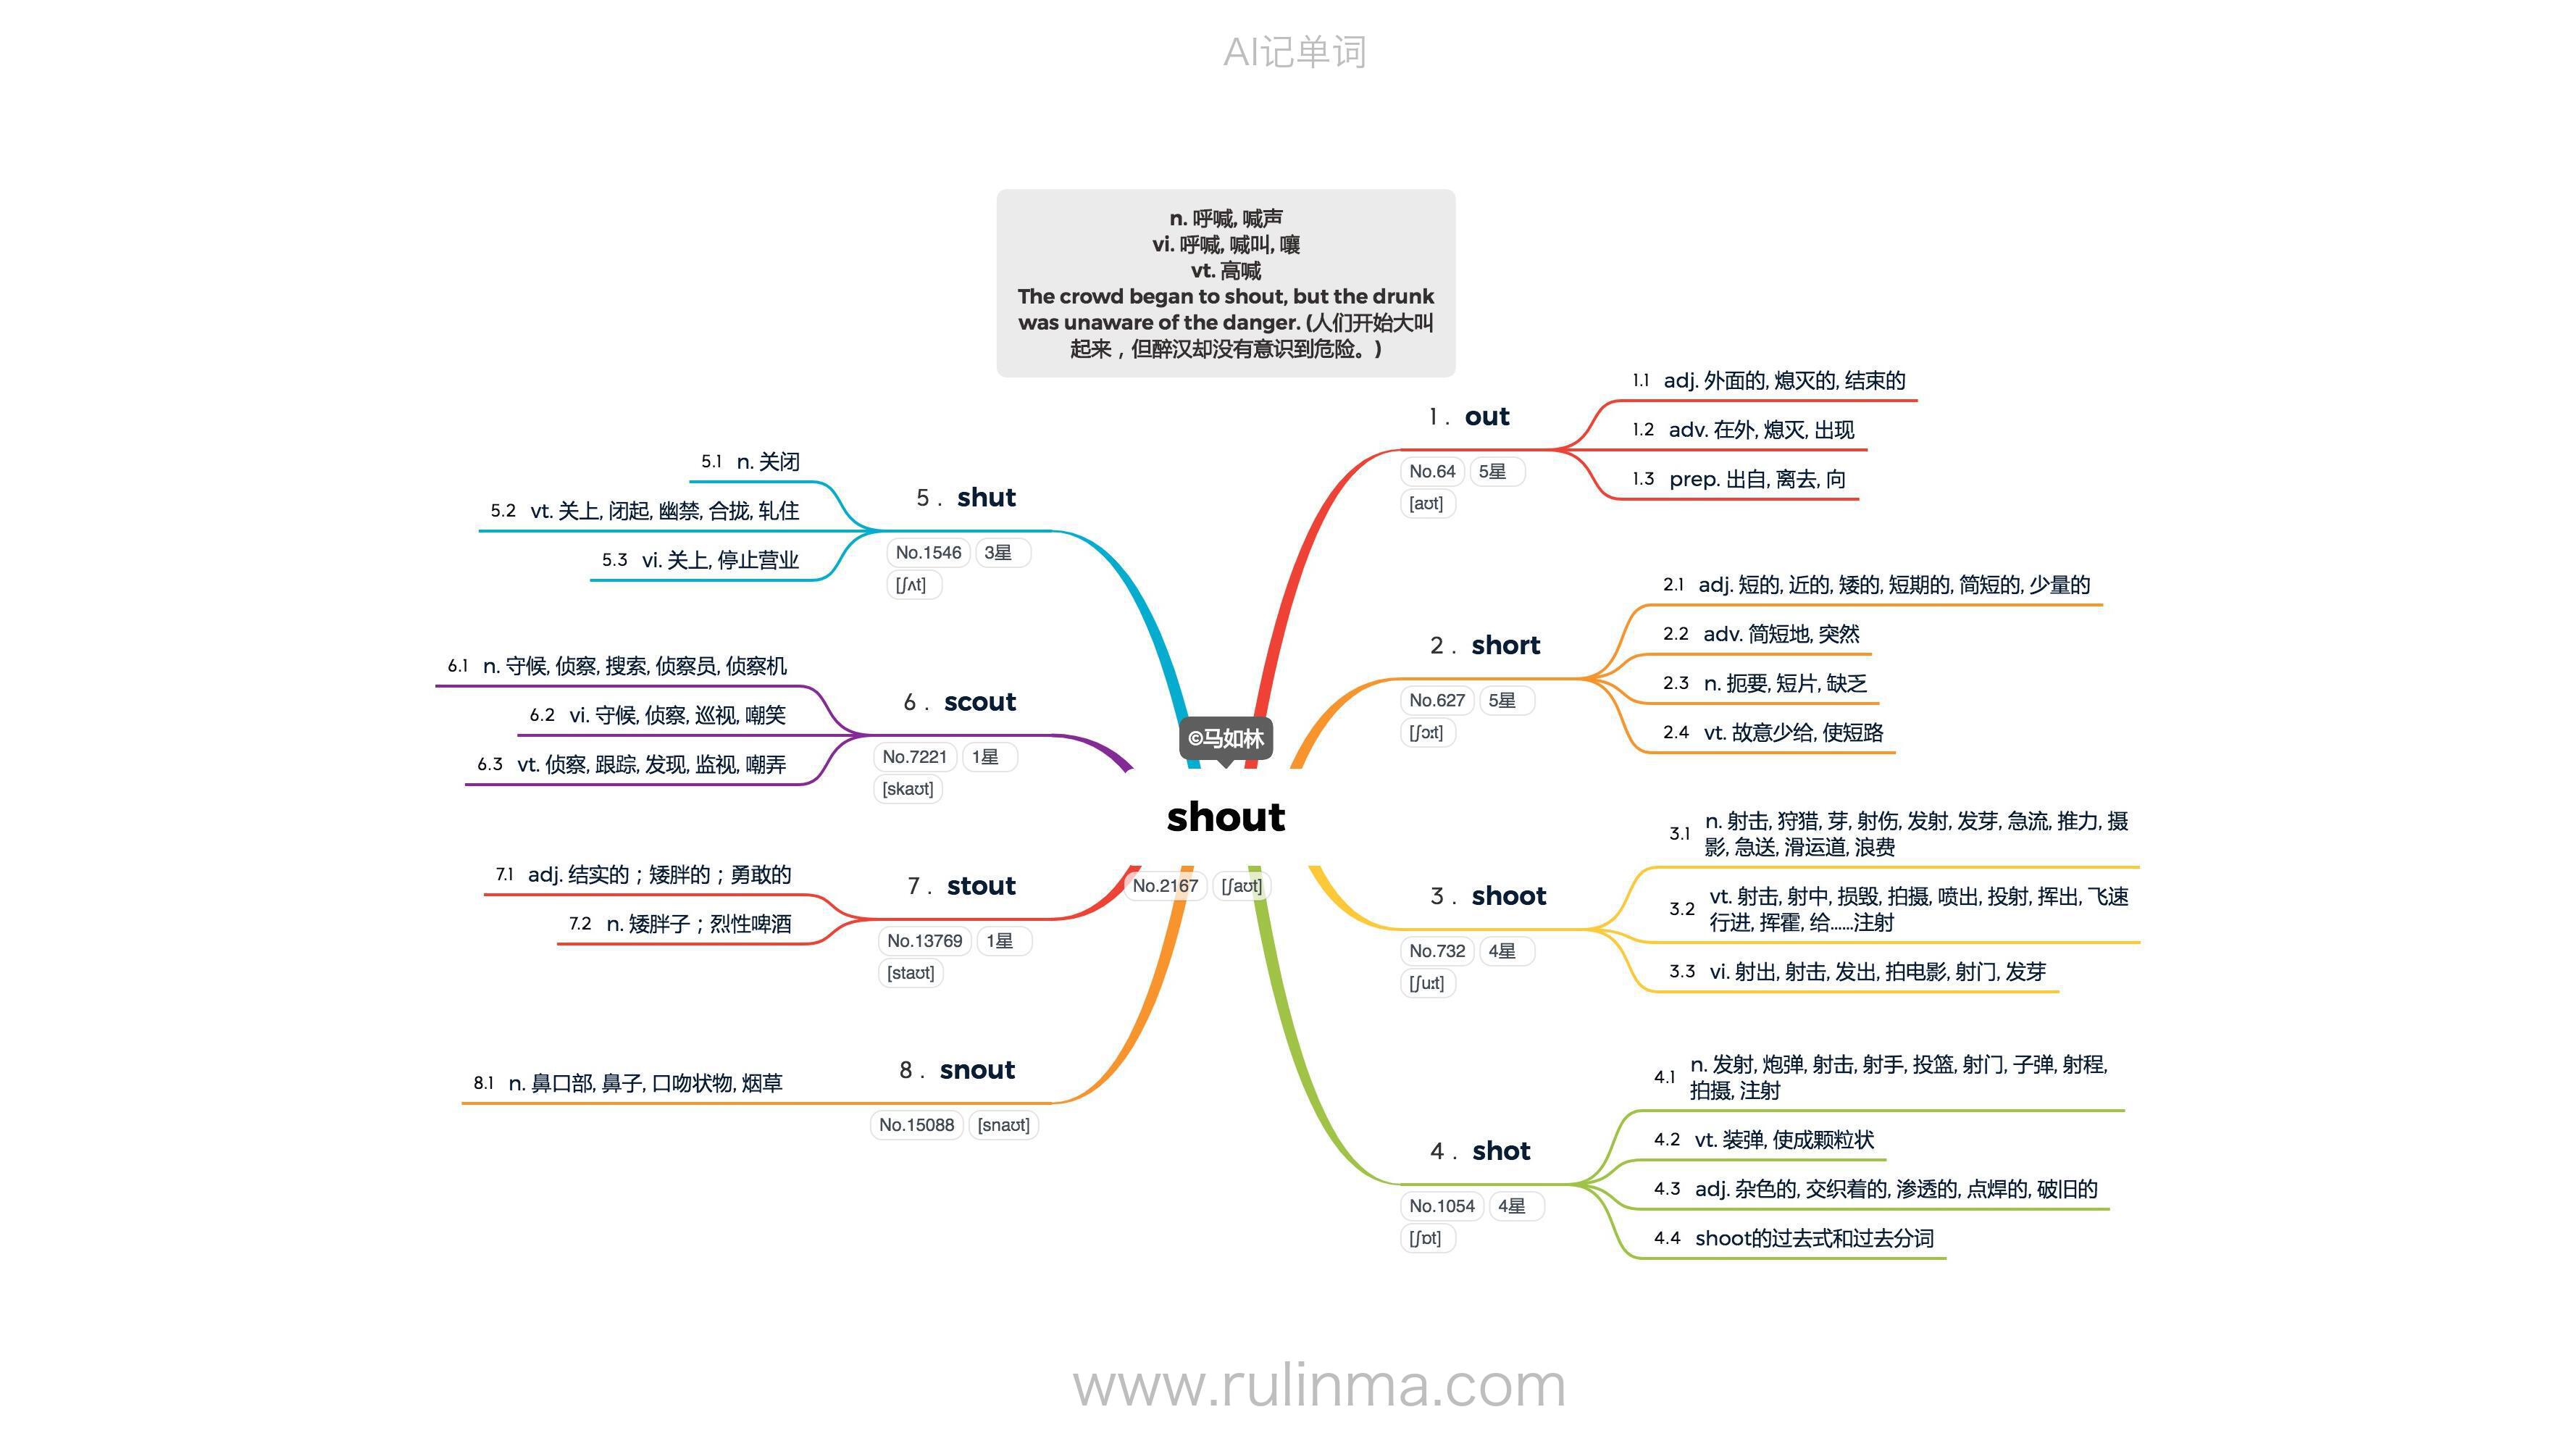 AI记单词
n. 呼喊, 喊声
vi. 呼喊, 喊叫, 嚷
vt. 高喊
The crowd began to shout, but the drunk
was unaware of the danger. (人们开始大叫
起来，但醉汉却没有意识到危险。)
©马如林
shout
No.2167 [ʃaʊt]
1. out
No.64 5星
[aʊt]
1.1 adj. 外面的, 熄灭的, 结束的
1.2 adv. 在外, 熄灭, 出现
1.3 prep. 出自, 离去, 向
2. short
No.627 5星
[ʃɔːt]
2.1 adj. 短的, 近的, 矮的, 短期的, 简短的, 少量的
2.2 adv. 简短地, 突然
2.3 n. 扼要, 短片, 缺乏
2.4 vt. 故意少给, 使短路
3. shoot
No.732 4星
[ʃuːt]
3.1 n. 射击, 狩猎, 芽, 射伤, 发射, 发芽, 急流, 推力, 摄
影, 急送, 滑运道, 浪费
3.2 vt. 射击, 射中, 损毁, 拍摄, 喷出, 投射, 挥出, 飞速
行进, 挥霍, 给……注射
3.3 vi. 射出, 射击, 发出, 拍电影, 射门, 发芽
4. shot
No.1054 4星
[ʃɒt]
4.1 n. 发射, 炮弹, 射击, 射手, 投篮, 射门, 子弹, 射程,
拍摄, 注射
4.2 vt. 装弹, 使成颗粒状
4.3 adj. 杂色的, 交织着的, 渗透的, 点焊的, 破旧的
4.4 shoot的过去式和过去分词
5. shut
No.1546 3星
[ʃʌt]
5.1 n. 关闭
5.2 vt. 关上, 闭起, 幽禁, 合拢, 轧住
5.3 vi. 关上, 停止营业
6. scout
No.7221 1星
[skaʊt]
6.1 n. 守候, 侦察, 搜索, 侦察员, 侦察机
6.2 vi. 守候, 侦察, 巡视, 嘲笑
6.3 vt. 侦察, 跟踪, 发现, 监视, 嘲弄
7. stout
No.13769 1星
[staʊt]
7.1 adj. 结实的；矮胖的；勇敢的
7.2 n. 矮胖子；烈性啤酒
8. snout
No.15088 [snaʊt]
8.1 n. 鼻口部, 鼻子, 口吻状物, 烟草
www.rulinma.com